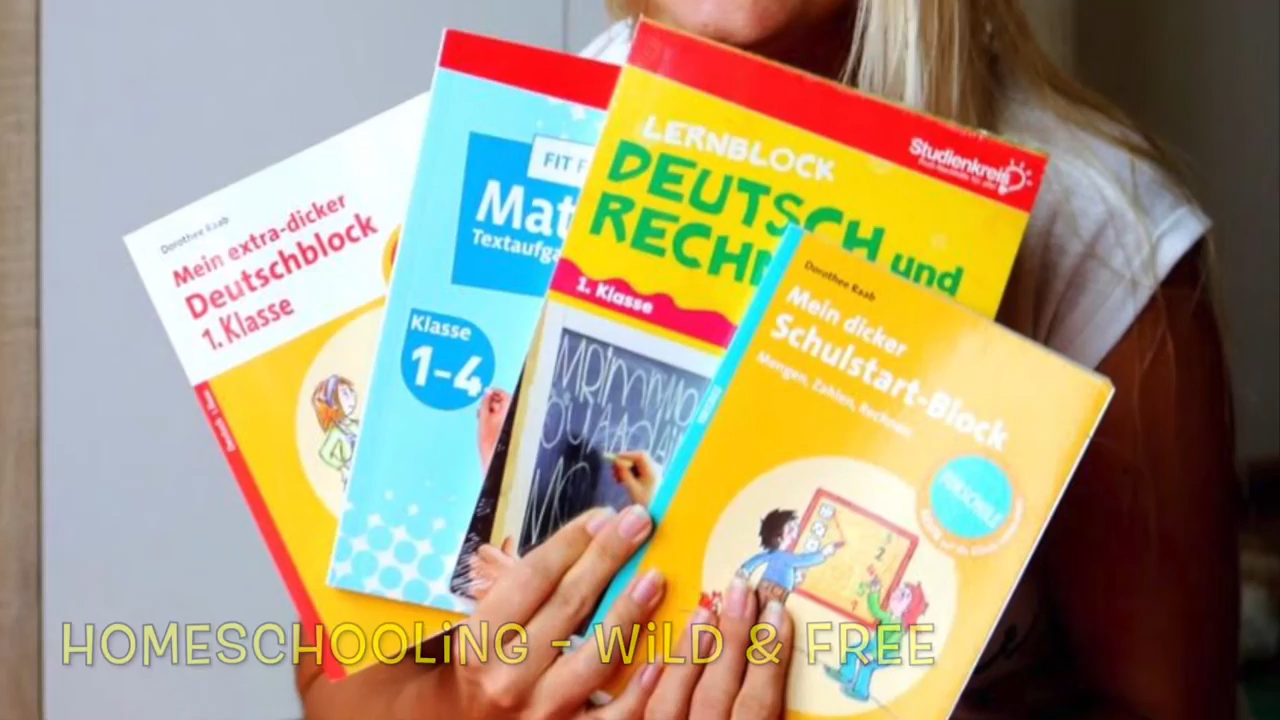 Dorothee Raab
Mein extra-dicker
Deutschblock
1. Klasse
FIT F
Mat
Textaufga
Klasse
1-4
LERNBLOCK
DEUTSCH und
RECHN
Studienkreis
1. Klasse
Dorothee Raab
Mein dicker
Schulstart-Block
Mengen, Zahlen, Rechnen
VORSCHULE
HOMESCHOOLiNG - WiLD & FREE